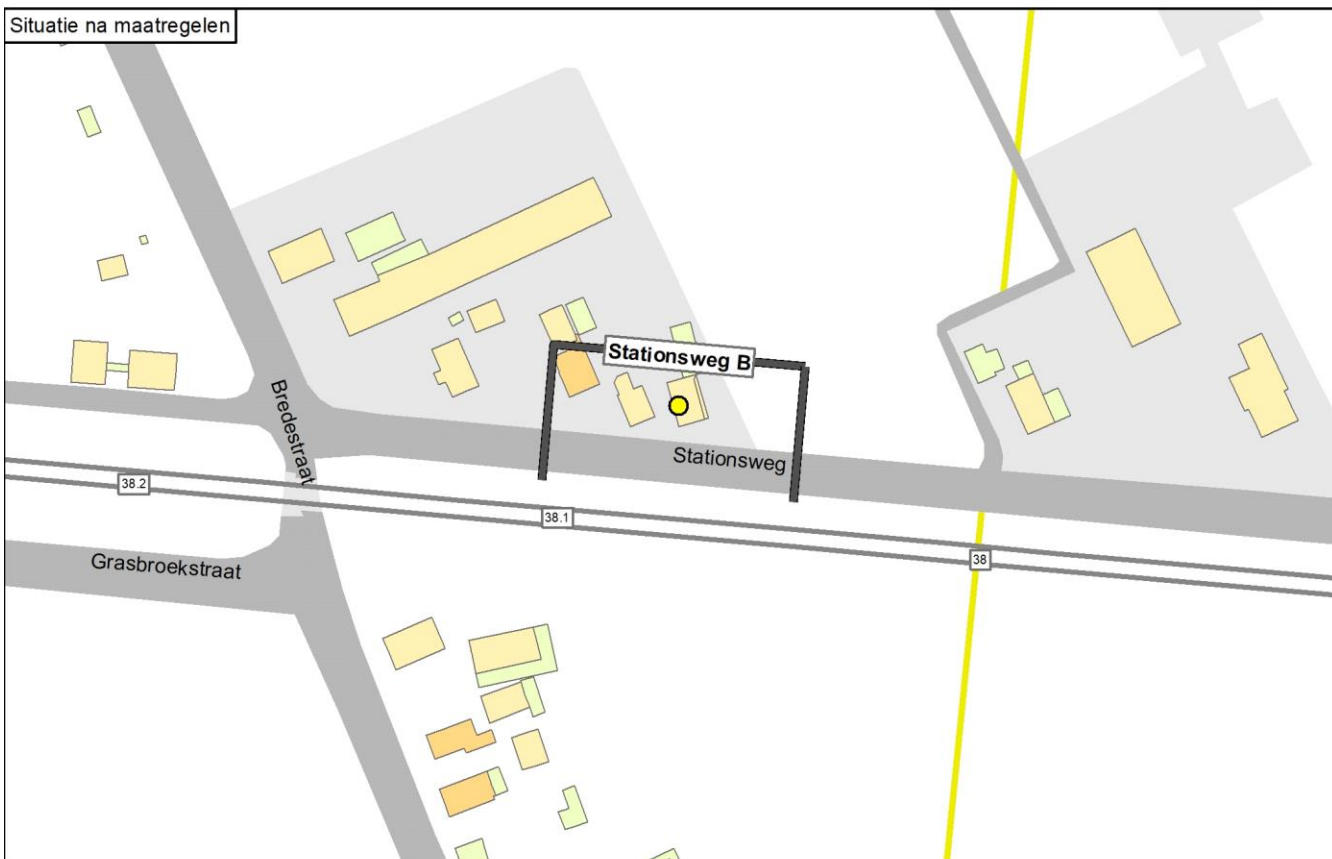 Situatie na maatregelen
Stationsweg B
Bredestraat
Stationsweg
38.2
38.1
38
Grasbroekstraat